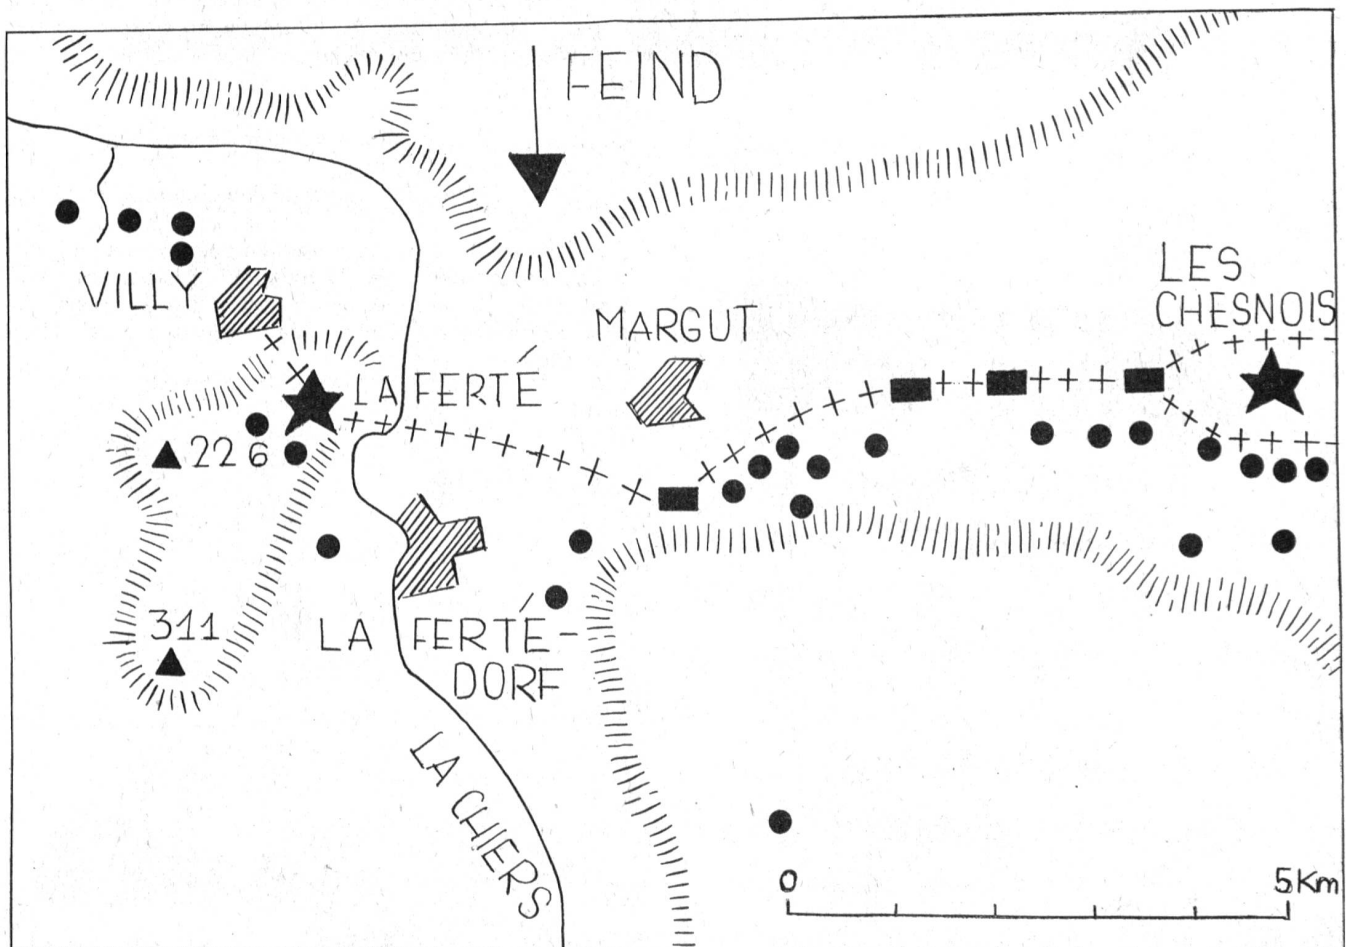 FEIND
LES
CHESNOIS
VILLY
MARGUT
LA FERTÉ
226
311
LA FERTÉ-
DORF
LA CHIERS
0 5Km